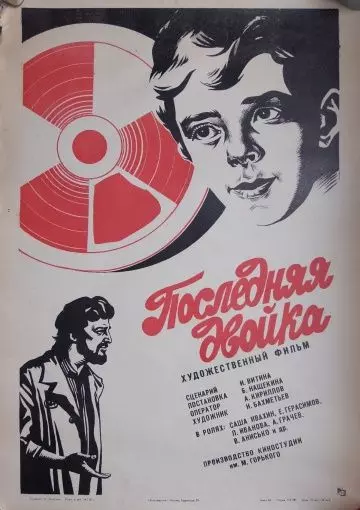 Последняя
двойка
ХУДОЖЕСТВЕННЫЙ ФИЛЬМ
СЦЕНАРИЙ И. ВИТИНА
ПОСТАНОВКА Б. НАЩЕКИНА
ОПЕРАТОР А. КИРИЛЛОВ
ХУДОЖНИК И. БАХМЕТЬЕВ
В РОЛЯХ: САША ИВАХИН, Е. ГЕРАСИМОВ,
Л. ИВАНОВА, А. ГРАЧЕВ,
В. АНИСЬКО И ДР.
ПРОИЗВОДСТВО КИНОСТУДИИ
ИМ. М. ГОРЬКОГО